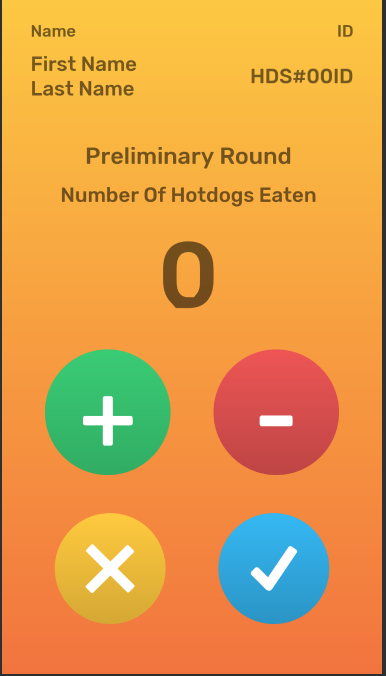 Name ID
First Name
Last Name
HDS#00ID
Preliminary Round
Number Of Hotdogs Eaten
0
+ -